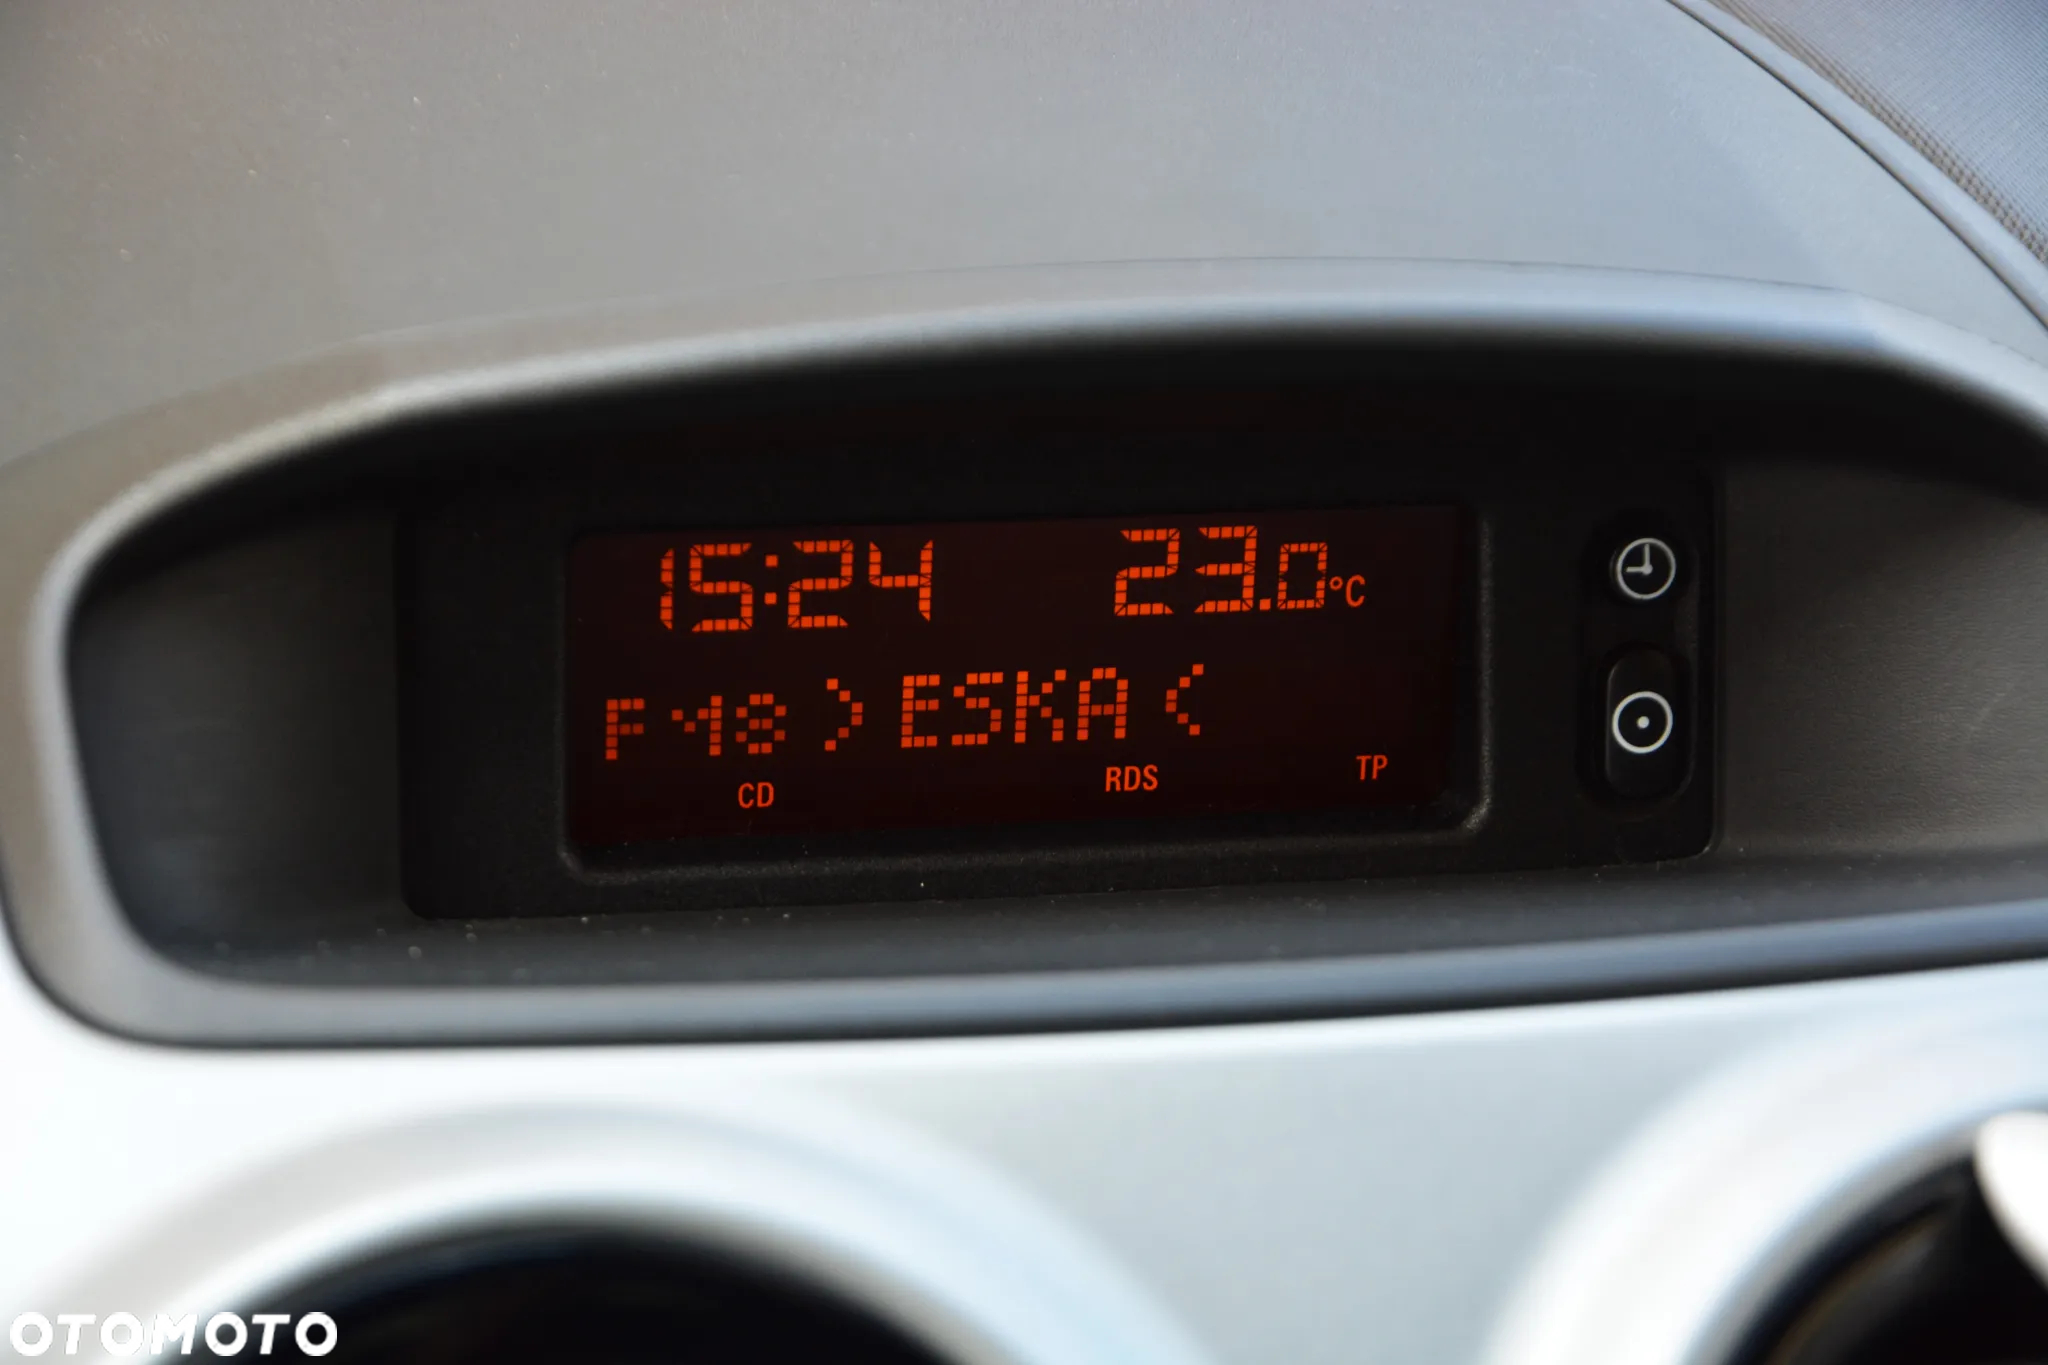 15:24 23.0°C
F 18 > ESKA <
CD RDS TP
OTOMOTO